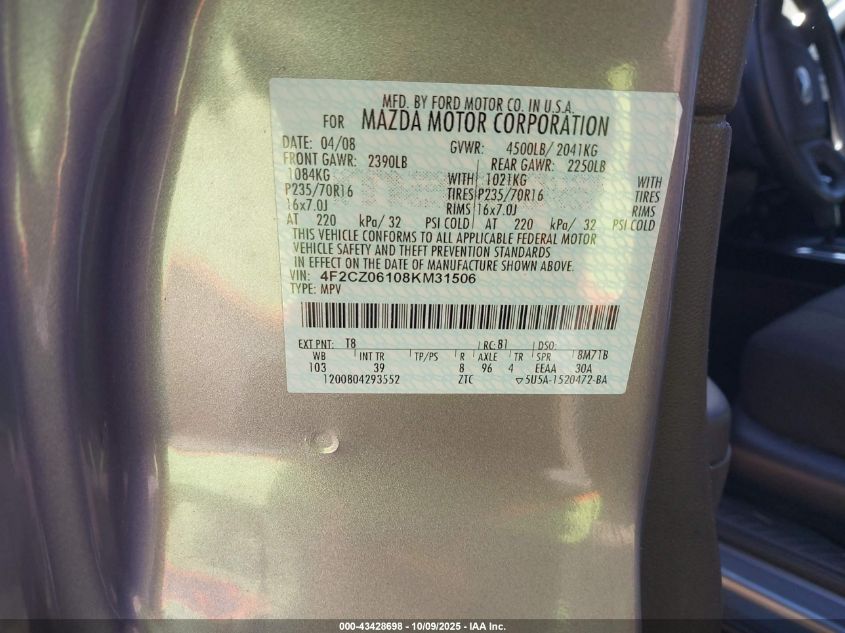 MFD. BY FORD MOTOR CO. IN U.S.A.
FOR MAZDA MOTOR CORPORATION
DATE: 04/08 GVWR: 4500LB/ 2041KG
FRONT GAWR: 2390LB REAR GAWR: 2250LB
1084KG WITH 1021KG WITH
P235/70R16 TIRES P235/70R16 TIRES
16x7.0J RIMS 16x7.0J RIMS
AT 220 kPa/ 32 PSI COLD AT 220 kPa/ 32 PSI COLD
THIS VEHICLE CONFORMS TO ALL APPLICABLE FEDERAL MOTOR
VEHICLE SAFETY AND THEFT PREVENTION STANDARDS
IN EFFECT ON THE DATE OF MANUFACTURE SHOWN ABOVE.
VIN: 4F2CZ06108KM31506
TYPE: MPV
EXT PNT: T8 RC: 81 DSO:
WB INT TR TP/PS R AXLE TR SPR 8M71B
103 39 8 96 4 EEAA 30A
1200804293552 ZTC ▽5U5A-1520472-BA
000-43428698 - 10/09/2025 - IAA Inc.